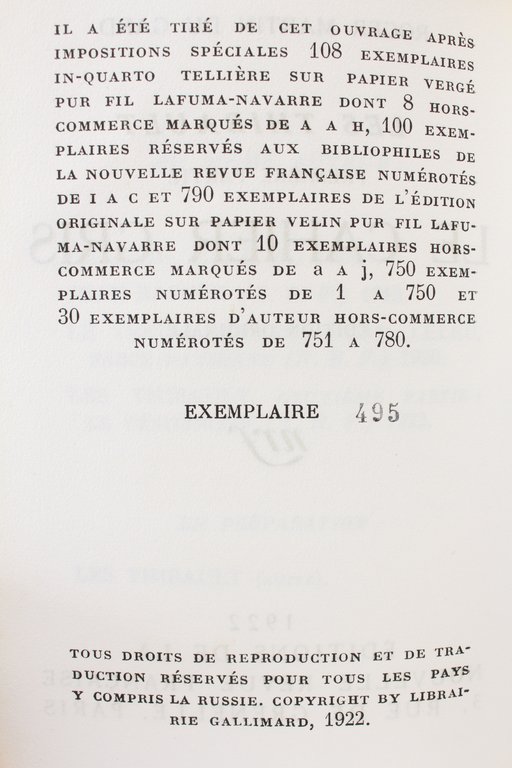 IL A ÉTÉ TIRÉ DE CET OUVRAGE APRÈS
IMPOSITIONS SPÉCIALES 108 EXEMPLAIRES
IN-QUARTO TELLIÈRE SUR PAPIER VERGÉ
PUR FIL LAFUMA-NAVARRE DONT 8 HORS-
COMMERCE MARQUÉS DE A A H, 100 EXEM-
PLAIRES RÉSERVÉS AUX BIBLIOPHILES DE
LA NOUVELLE REVUE FRANÇAISE NUMÉROTÉS
DE I A C ET 790 EXEMPLAIRES DE L'ÉDITION
ORIGINALE SUR PAPIER VELIN PUR FIL LAFU-
MA-NAVARRE DONT 10 EXEMPLAIRES HORS-
COMMERCE MARQUÉS DE a A j, 750 EXEM-
PLAIRES NUMÉROTÉS DE 1 A 750 ET
30 EXEMPLAIRES D'AUTEUR HORS-COMMERCE
NUMÉROTÉS DE 751 A 780.
EXEMPLAIRE 495
TOUS DROITS DE REPRODUCTION ET DE TRA-
DUCTION RÉSERVÉS POUR TOUS LES PAYS
Y COMPRIS LA RUSSIE. COPYRIGHT BY LIBRAI-
RIE GALLIMARD, 1922.